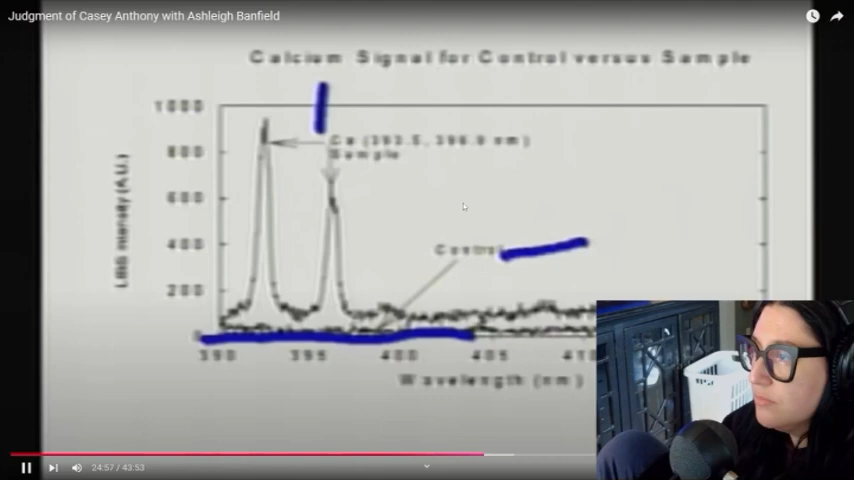 Judgment of Casey Anthony with Ashleigh Banfield
Calcium Signal for Control versus Sample
1000
Ca (393.5, 396.9 nm)
800
Sample
600
LIBS Intensity (A.U.)
400
Control
200
0
390
395
400
405
410
Wavelength (nm)
24:57 / 43:53